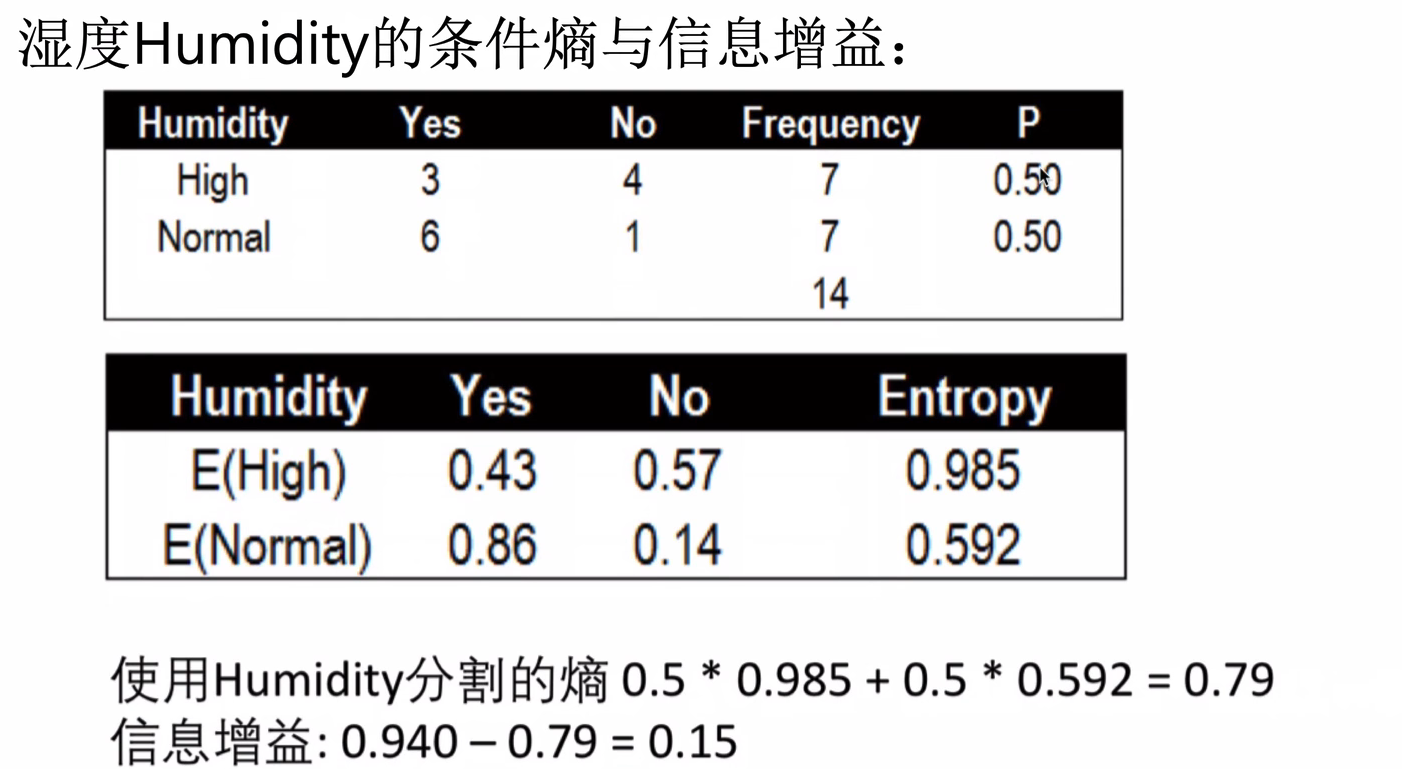 湿度Humidity的条件熵与信息增益：
Humidity Yes No Frequency P
High 3 4 7 0.50
Normal 6 1 7 0.50
14
Humidity Yes No Entropy
E(High) 0.43 0.57 0.985
E(Normal) 0.86 0.14 0.592
使用Humidity分割的熵 0.5 * 0.985 + 0.5 * 0.592 = 0.79
信息增益: 0.940 – 0.79 = 0.15